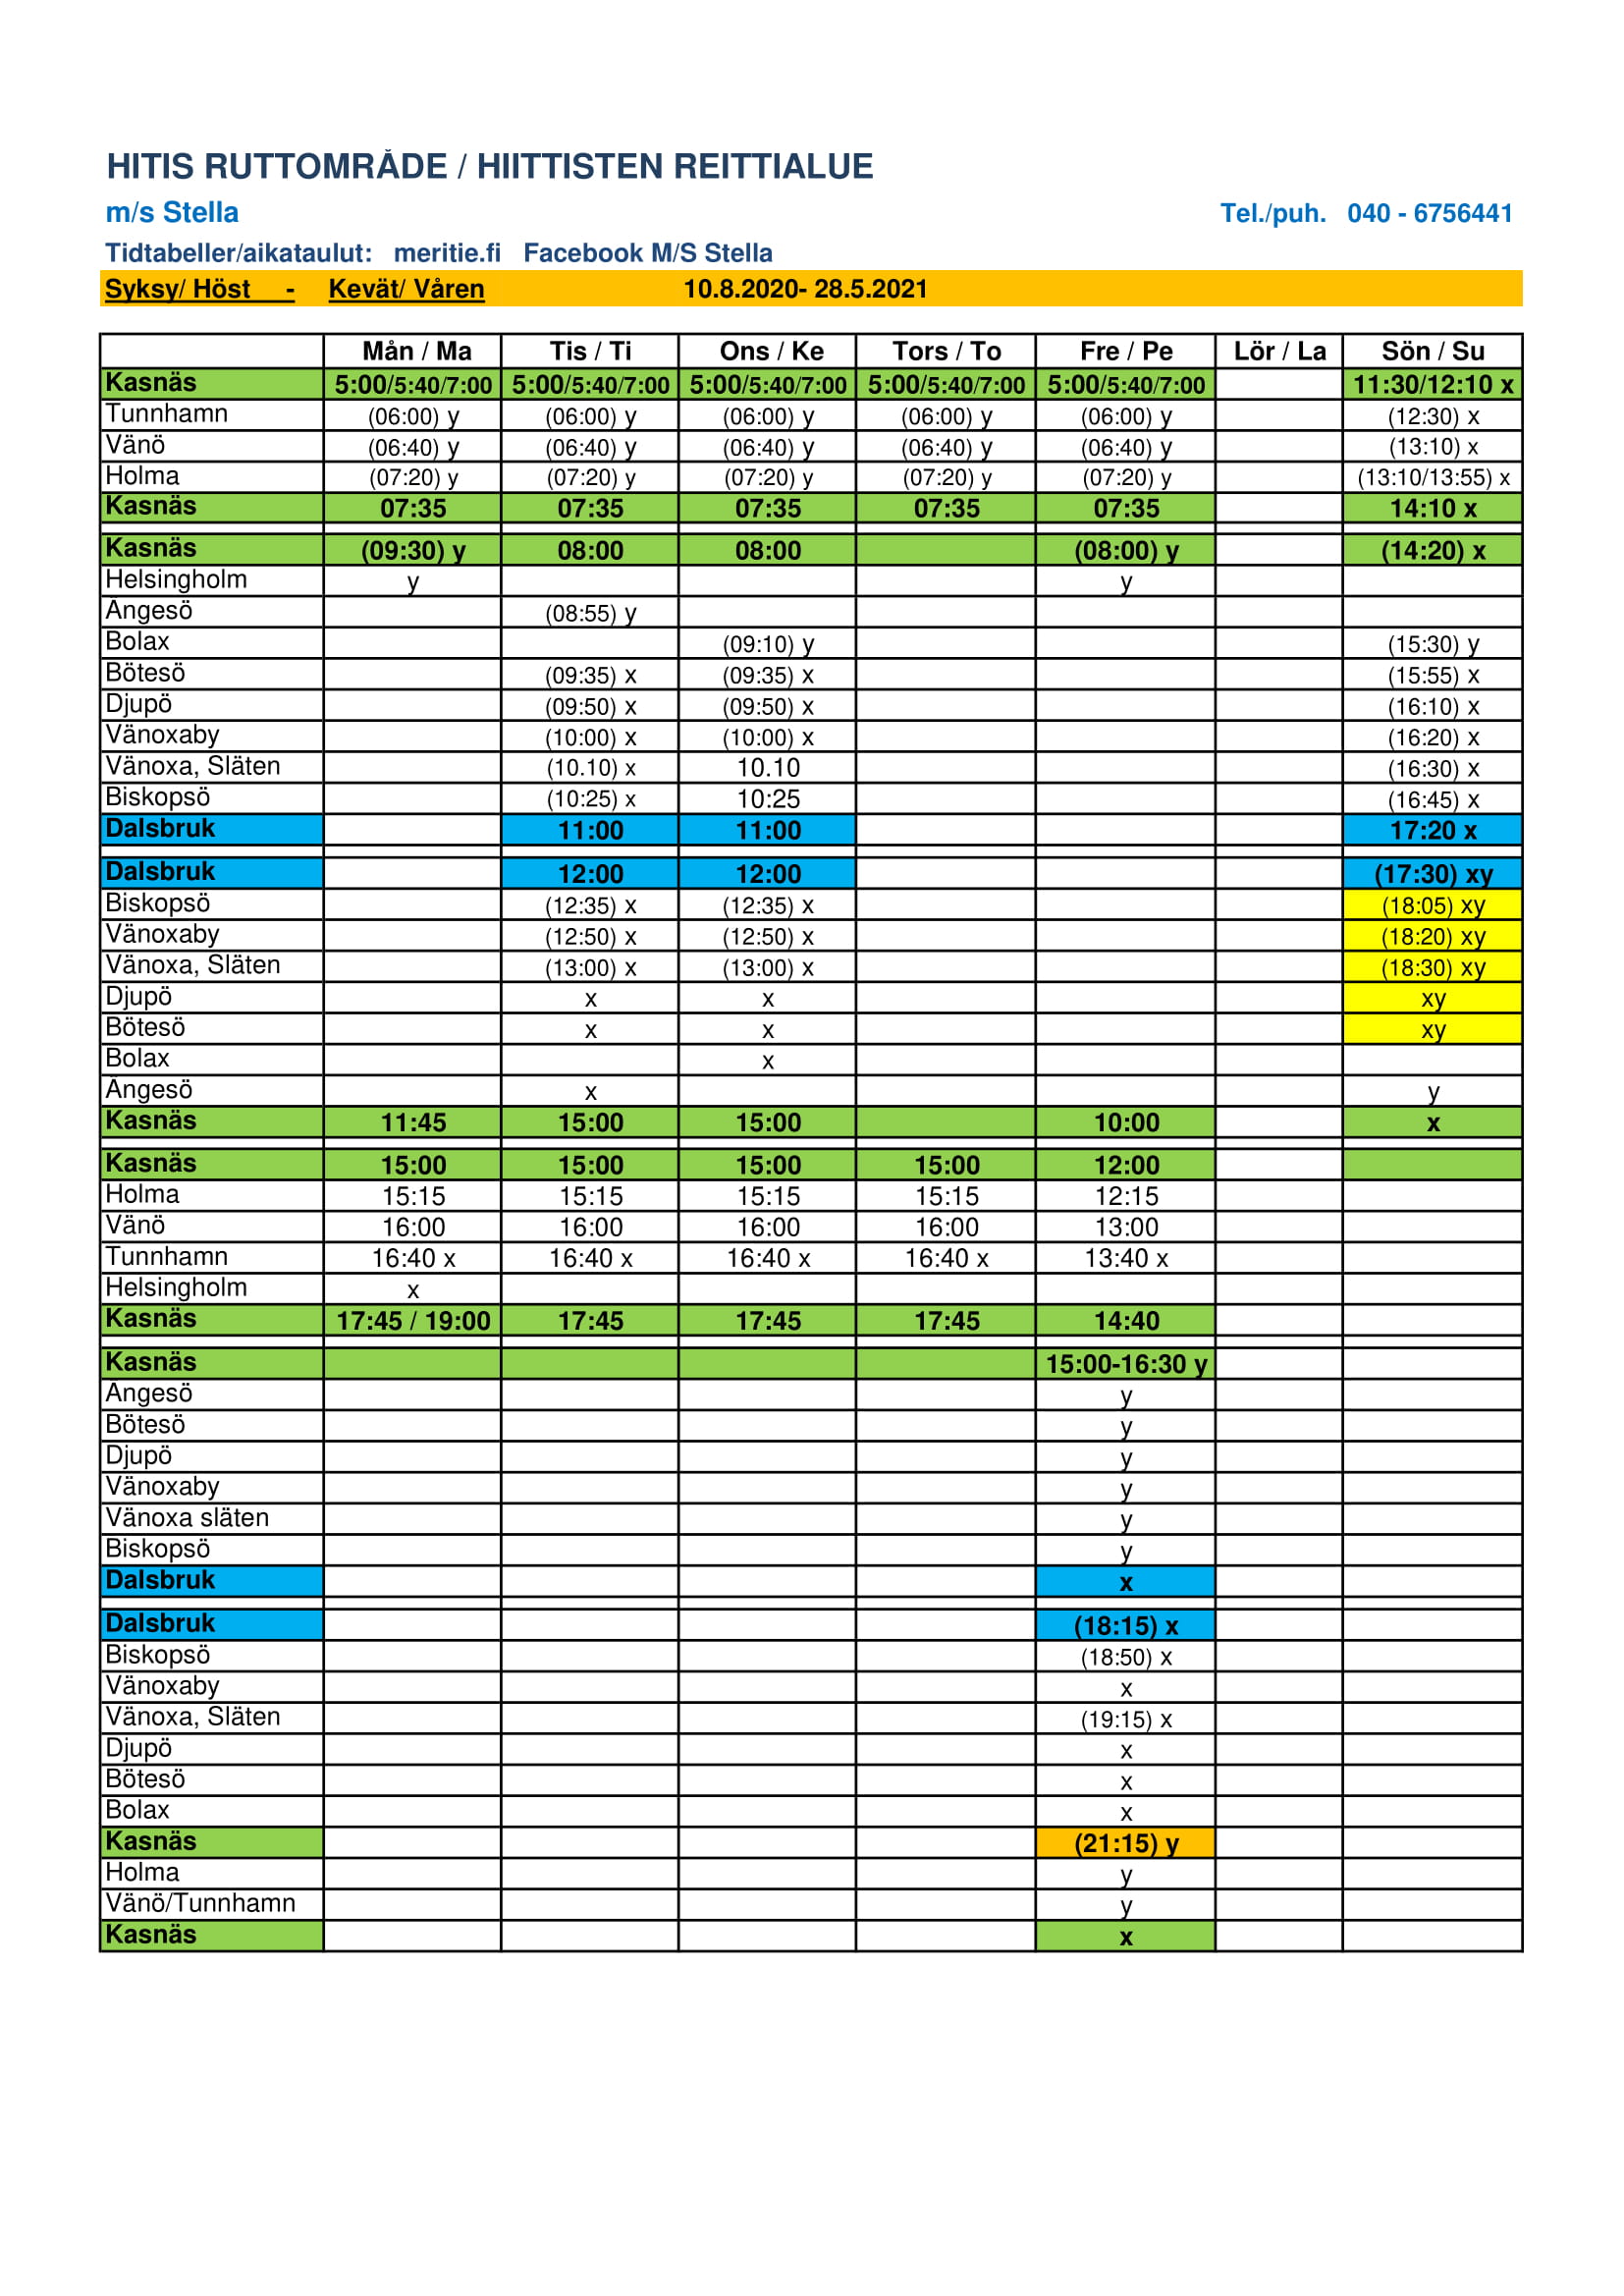 HITIS RUTTOMRÅDE / HIITTISTEN REITTIALUE
m/s Stella Tel./puh. 040 - 6756441
Tidtabeller/aikataulut: meritie.fi Facebook M/S Stella
Syksy/ Höst - Kevät/ Våren 10.8.2020- 28.5.2021
Mån / Ma Tis / Ti Ons / Ke Tors / To Fre / Pe Lör / La Sön / Su
Kasnäs 5:00/5:40/7:00 5:00/5:40/7:00 5:00/5:40/7:00 5:00/5:40/7:00 5:00/5:40/7:00 11:30/12:10 x
Tunnhamn (06:00) y (06:00) y (06:00) y (06:00) y (06:00) y (12:30) x
Vänö (06:40) y (06:40) y (06:40) y (06:40) y (06:40) y (13:10) x
Holma (07:20) y (07:20) y (07:20) y (07:20) y (07:20) y (13:10/13:55) x
Kasnäs 07:35 07:35 07:35 07:35 07:35 14:10 x
Kasnäs (09:30) y 08:00 08:00 (08:00) y (14:20) x
Helsingholm y y
Ängesö (08:55) y
Bolax (09:10) y (15:30) y
Bötesö (09:35) x (09:35) x (15:55) x
Djupö (09:50) x (09:50) x (16:10) x
Vänoxaby (10:00) x (10:00) x (16:20) x
Vänoxa, Släten (10.10) x 10.10 (16:30) x
Biskopsö (10:25) x 10:25 (16:45) x
Dalsbruk 11:00 11:00 17:20 x
Dalsbruk 12:00 12:00 (17:30) xy
Biskopsö (12:35) x (12:35) x (18:05) xy
Vänoxaby (12:50) x (12:50) x (18:20) xy
Vänoxa, Släten (13:00) x (13:00) x (18:30) xy
Djupö x x xy
Bötesö x x xy
Bolax x
Ängesö x y
Kasnäs 11:45 15:00 15:00 10:00 x
Kasnäs 15:00 15:00 15:00 15:00 12:00
Holma 15:15 15:15 15:15 15:15 12:15
Vänö 16:00 16:00 16:00 16:00 13:00
Tunnhamn 16:40 x 16:40 x 16:40 x 16:40 x 13:40 x
Helsingholm x
Kasnäs 17:45 / 19:00 17:45 17:45 17:45 14:40
Kasnäs 15:00-16:30 y
Ängesö y
Bötesö y
Djupö y
Vänoxaby y
Vänoxa släten y
Biskopsö y
Dalsbruk x
Dalsbruk (18:15) x
Biskopsö (18:50) x
Vänoxaby x
Vänoxa, Släten (19:15) x
Djupö x
Bötesö x
Bolax x
Kasnäs (21:15) y
Holma y
Vänö/Tunnhamn y
Kasnäs x